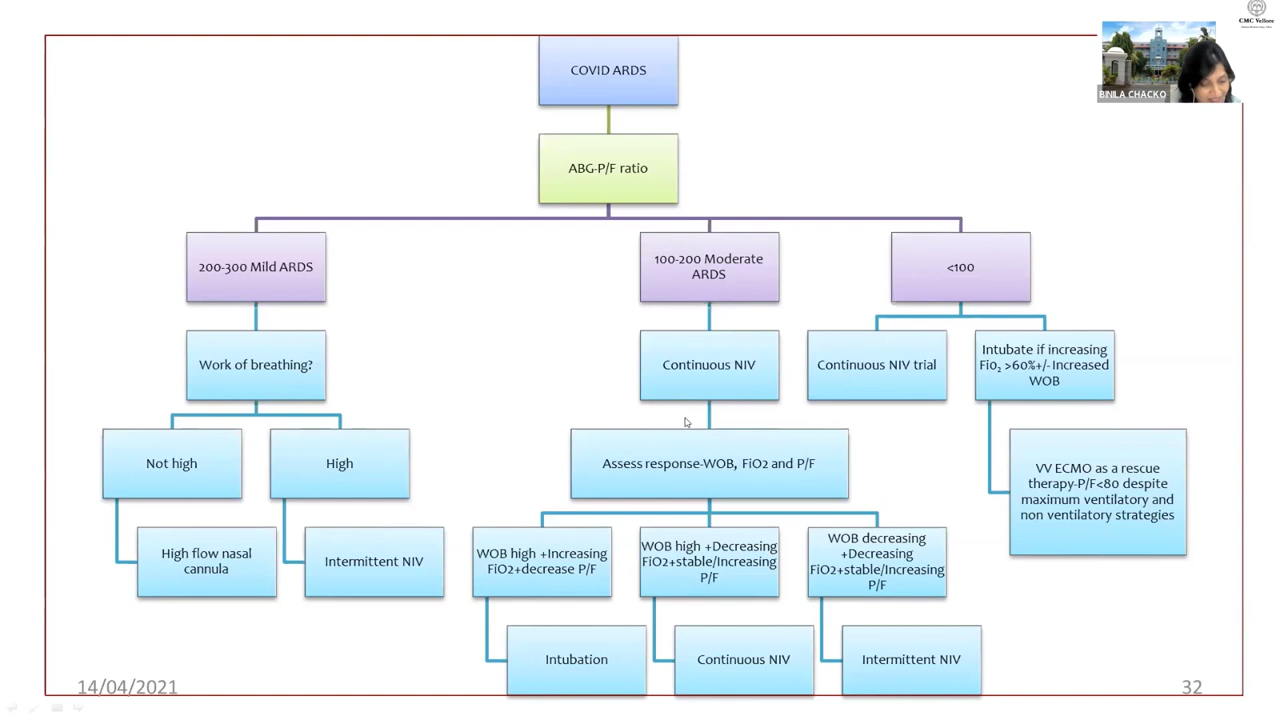 CMC Vellore
BINILA CHACKO
COVID ARDS
ABG-P/F ratio
200-300 Mild ARDS
100-200 Moderate
ARDS
<100
Work of breathing?
Continuous NIV
Continuous NIV trial
Intubate if increasing
Fi02 >60%+/- Increased
WOB
Not high
High
Assess response-WOB, FiO2 and P/F
VV ECMO as a rescue
therapy-P/F<80 despite
maximum ventilatory and
non ventilatory strategies
High flow nasal
cannula
Intermittent NIV
WOB high +Increasing
FiO2+decrease P/F
WOB high +Decreasing
FiO2+stable/Increasing
P/F
WOB decreasing
+Decreasing
FiO2+stable/Increasing
P/F
Intubation
Continuous NIV
Intermittent NIV
14/04/2021
32